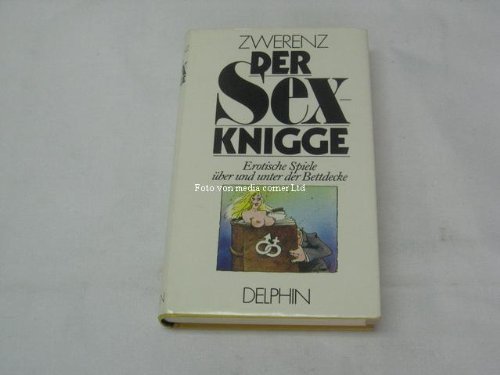 ZWERENZ
DER
Sex-
KNIGGE
Erotische Spiele
über und unter der Bettdecke
Foto von media corner Ltd
DELPHIN